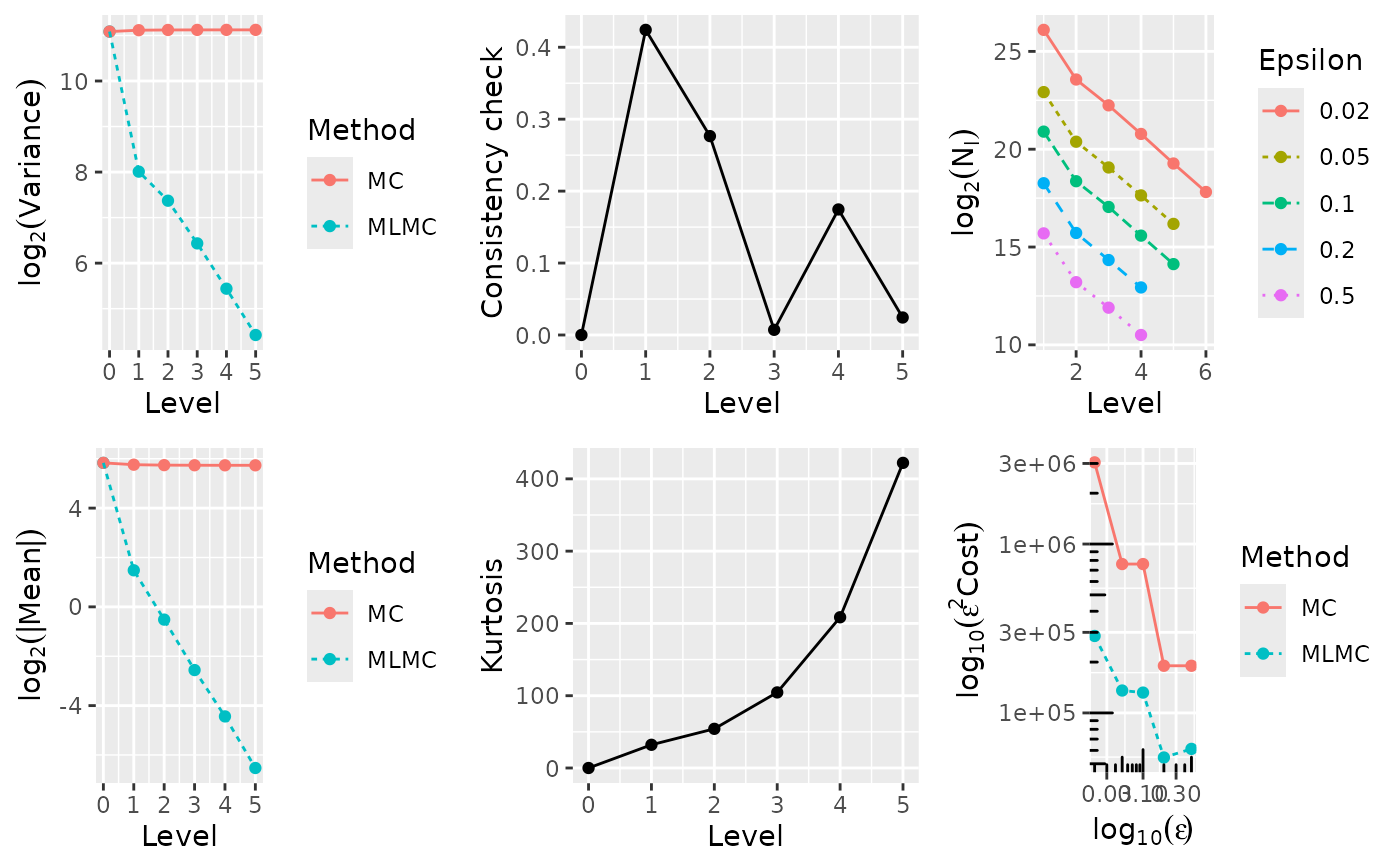 log2(Variance)
10
8
6
0 1 2 3 4 5
Level
Method
MC
MLMC
Consistency check
0.4
0.3
0.2
0.1
0.0
0 1 2 3 4 5
Level
log2(Nl)
25
20
15
10
2 4 6
Level
Epsilon
0.02
0.05
0.1
0.2
0.5
log2(|Mean|)
4
0
-4
0 1 2 3 4 5
Level
Method
MC
MLMC
Kurtosis
400
300
200
100
0
0 1 2 3 4 5
Level
log10(ε2Cost)
3e+06
1e+06
3e+05
1e+05
0.30
log10(ε)
Method
MC
MLMC